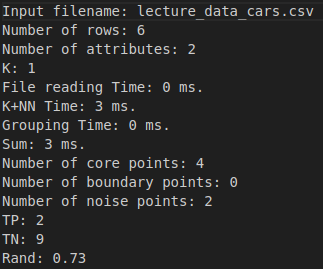 Input filename: lecture_data_cars.csv
Number of rows: 6
Number of attributes: 2
K: 1
File reading Time: 0 ms.
K+NN Time: 3 ms.
Grouping Time: 0 ms.
Sum: 3 ms.
Number of core points: 4
Number of boundary points: 0
Number of noise points: 2
TP: 2
TN: 9
Rand: 0.73